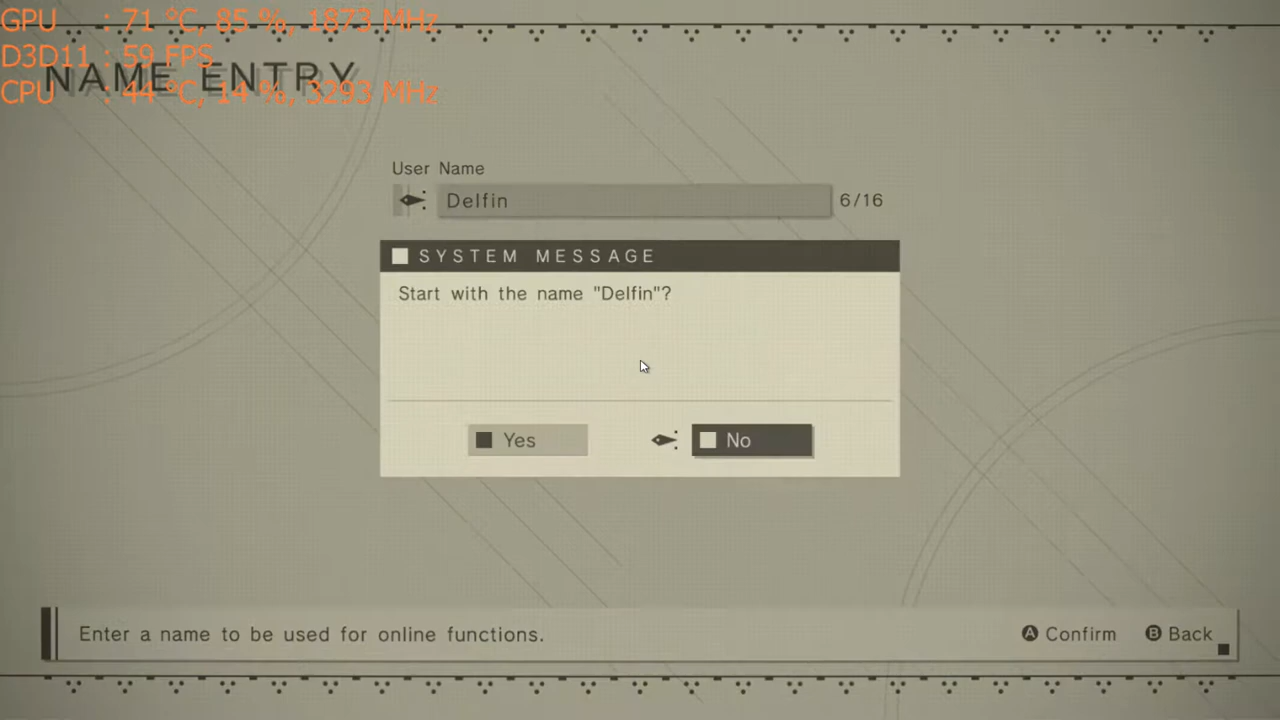 GPU : 71 °C, 85 %, 1873 MHz
D3D11 : 59 FPS
NAME ENTRY
CPU : 44 °C, 14 %, 3293 MHz
User Name
Delfin 6/16
SYSTEM MESSAGE
Start with the name "Delfin"?
Yes No
Enter a name to be used for online functions. A Confirm B Back